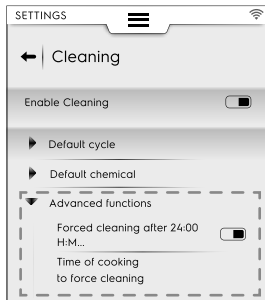 SETTINGS
Cleaning
Enable Cleaning
Default cycle
Default chemical
Advanced functions
Forced cleaning after 24:00
H:M...
Time of cooking
to force cleaning